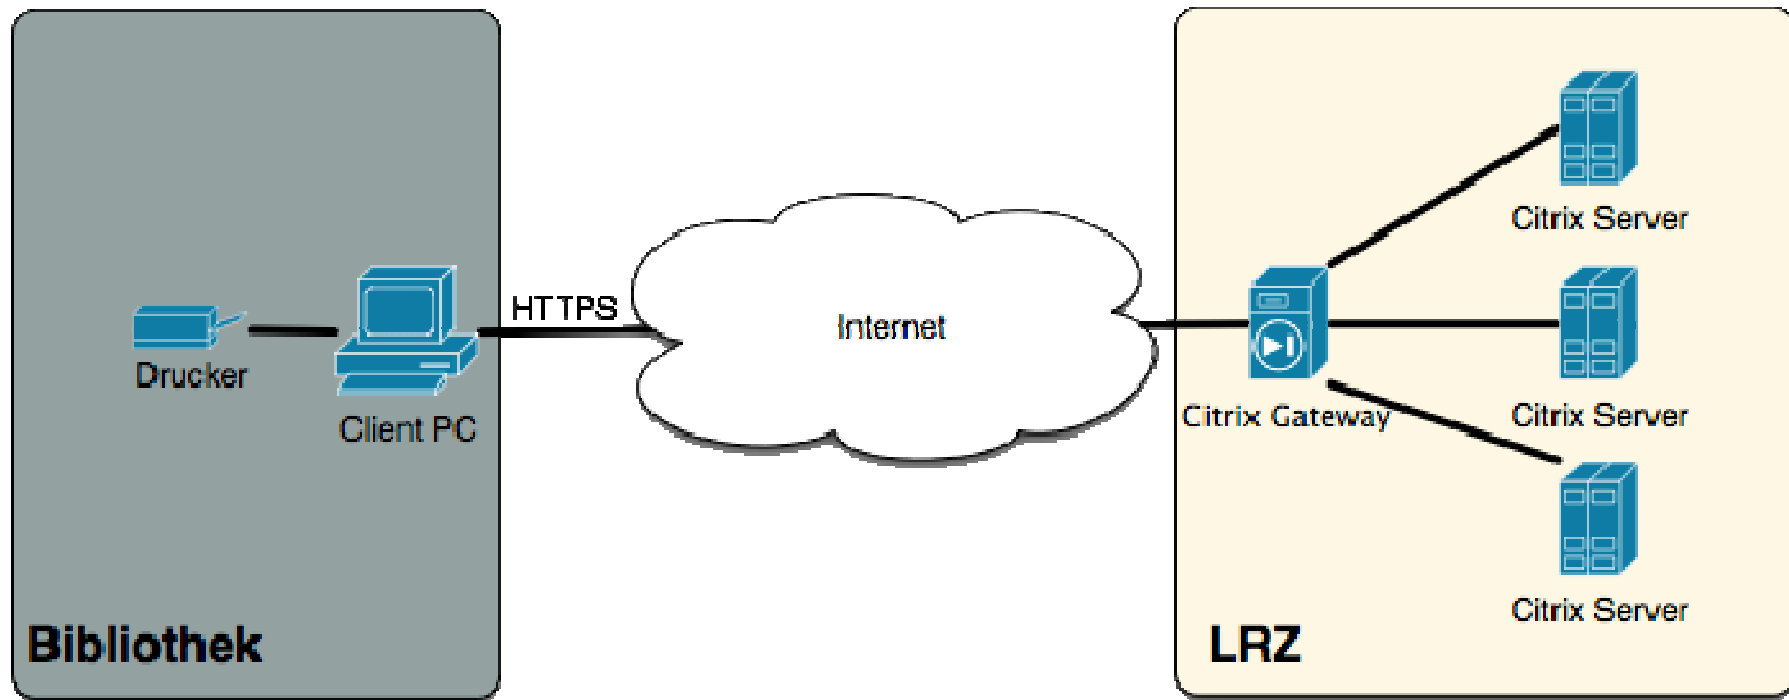 Drucker
Client PC
Bibliothek
HTTPS
Internet
Citrix Gateway
Citrix Server
Citrix Server
Citrix Server
LRZ